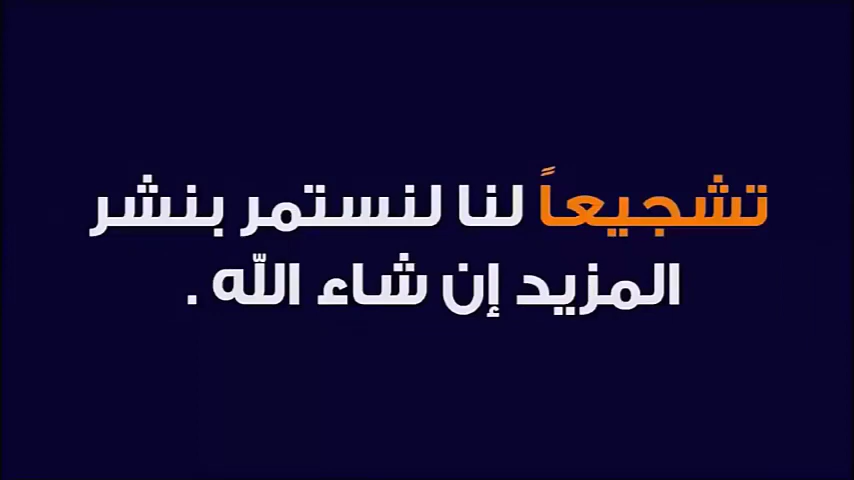 تشجيعاً لنا لنستمر بنشر
المزيد إن شاء الله .